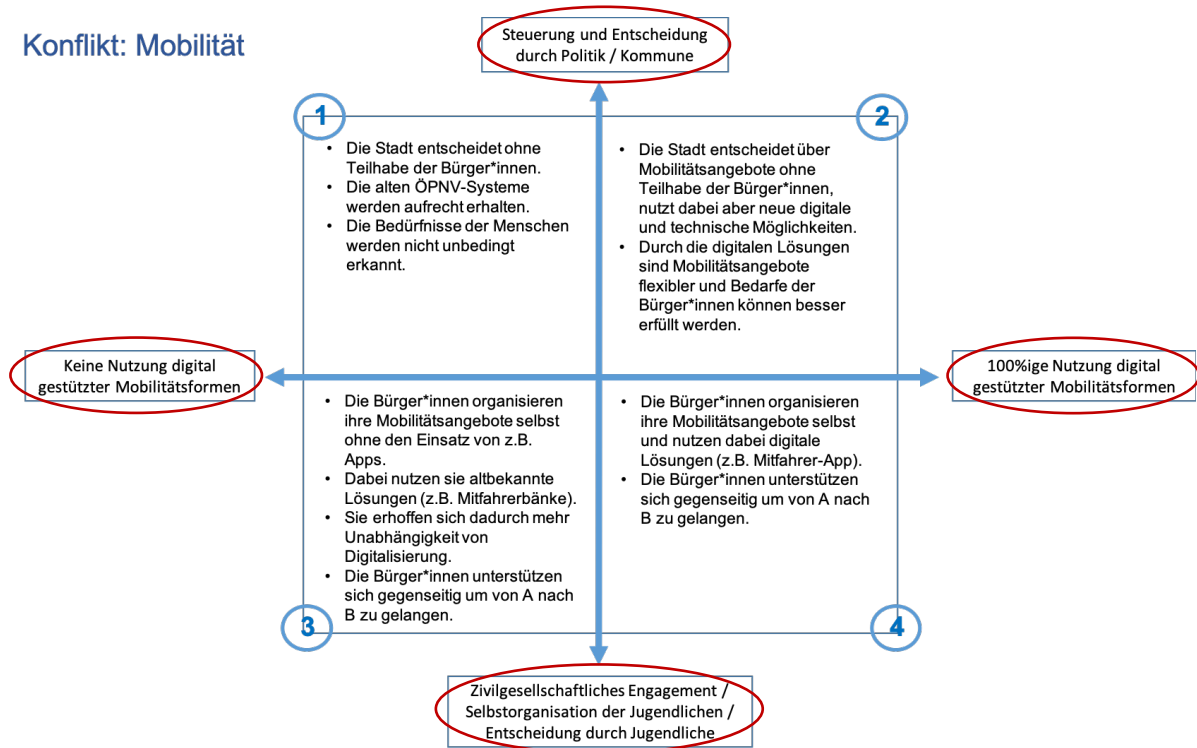 Konflikt: Mobilität
Steuerung und Entscheidung
durch Politik / Kommune
1
• Die Stadt entscheidet ohne
Teilhabe der Bürger*innen.
• Die alten ÖPNV-Systeme
werden aufrecht erhalten.
• Die Bedürfnisse der Menschen
werden nicht unbedingt
erkannt.
2
• Die Stadt entscheidet über
Mobilitätsangebote ohne
Teilhabe der Bürger*innen,
nutzt dabei aber neue digitale
und technische Möglichkeiten.
• Durch die digitalen Lösungen
sind Mobilitätsangebote
flexibler und Bedarfe der
Bürger*innen können besser
erfüllt werden.
Keine Nutzung digital
gestützter Mobilitätsformen
100%ige Nutzung digital
gestützter Mobilitätsformen
• Die Bürger*innen organisieren
ihre Mobilitätsangebote selbst
ohne den Einsatz von z.B.
Apps.
• Dabei nutzen sie altbekannte
Lösungen (z.B. Mitfahrerbänke).
• Sie erhoffen sich dadurch mehr
Unabhängigkeit von
Digitalisierung.
• Die Bürger*innen unterstützen
sich gegenseitig um von A nach
B zu gelangen.
3
• Die Bürger*innen organisieren
ihre Mobilitätsangebote selbst
und nutzen dabei digitale
Lösungen (z.B. Mitfahrer-App).
• Die Bürger*innen unterstützen
sich gegenseitig um von A nach
B zu gelangen.
4
Zivilgesellschaftliches Engagement /
Selbstorganisation der Jugendlichen /
Entscheidung durch Jugendliche